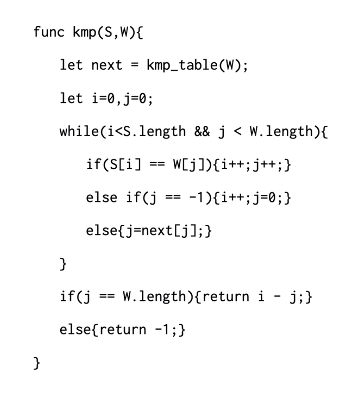 func kmp(S,W){
let next = kmp_table(W);
let i=0,j=0;
while(i<S.length && j < W.length){
if(S[i] == W[j]){i++;j++;}
else if(j == -1){i++;j=0;}
else{j=next[j];}
}
if(j == W.length){return i - j;}
else{return -1;}
}